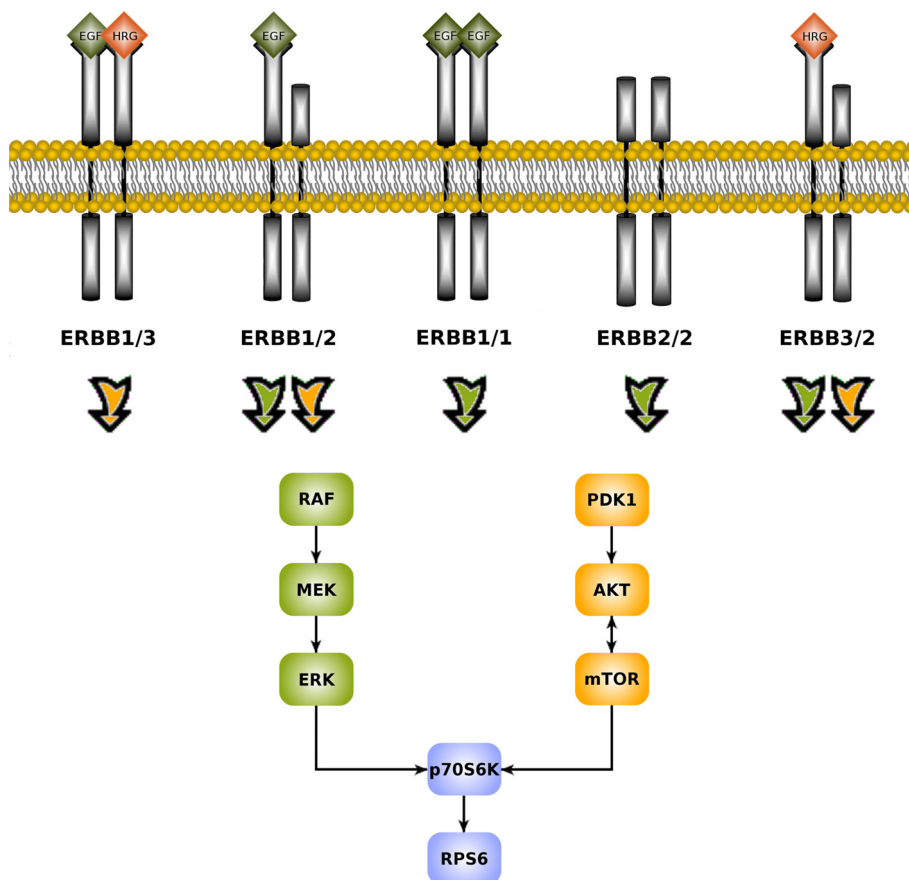 EGF HRG EGF EGF EGF HRG
ERBB1/3 ERBB1/2 ERBB1/1 ERBB2/2 ERBB3/2
RAF PDK1
MEK AKT
ERK mTOR
p70S6K
RPS6